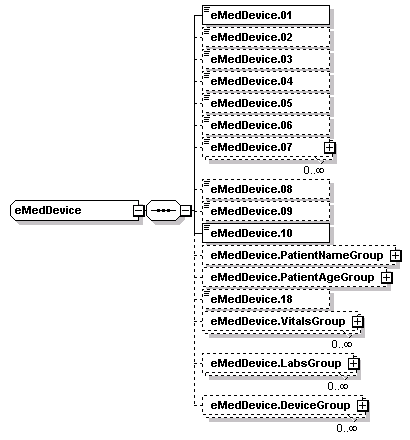 eMedDevice.01
eMedDevice.02
eMedDevice.03
eMedDevice.04
eMedDevice.05
eMedDevice.06
eMedDevice.07
0..∞
eMedDevice.08
eMedDevice
eMedDevice.09
eMedDevice.10
eMedDevice.PatientNameGroup
eMedDevice.PatientAgeGroup
eMedDevice.18
eMedDevice.VitalsGroup
0..∞
eMedDevice.LabsGroup
0..∞
eMedDevice.DeviceGroup
0..∞